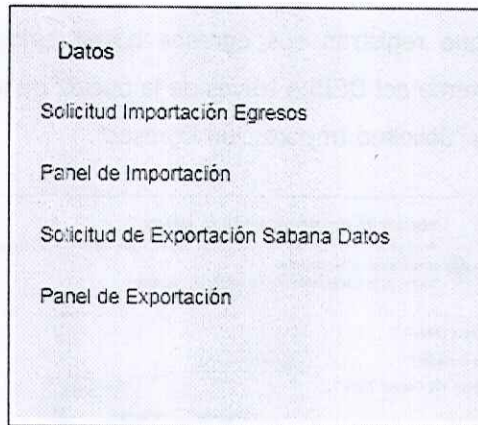 Datos
Solicitud Importación Egresos
Panel de Importación
Solicitud de Exportación Sabana Datos
Panel de Exportación